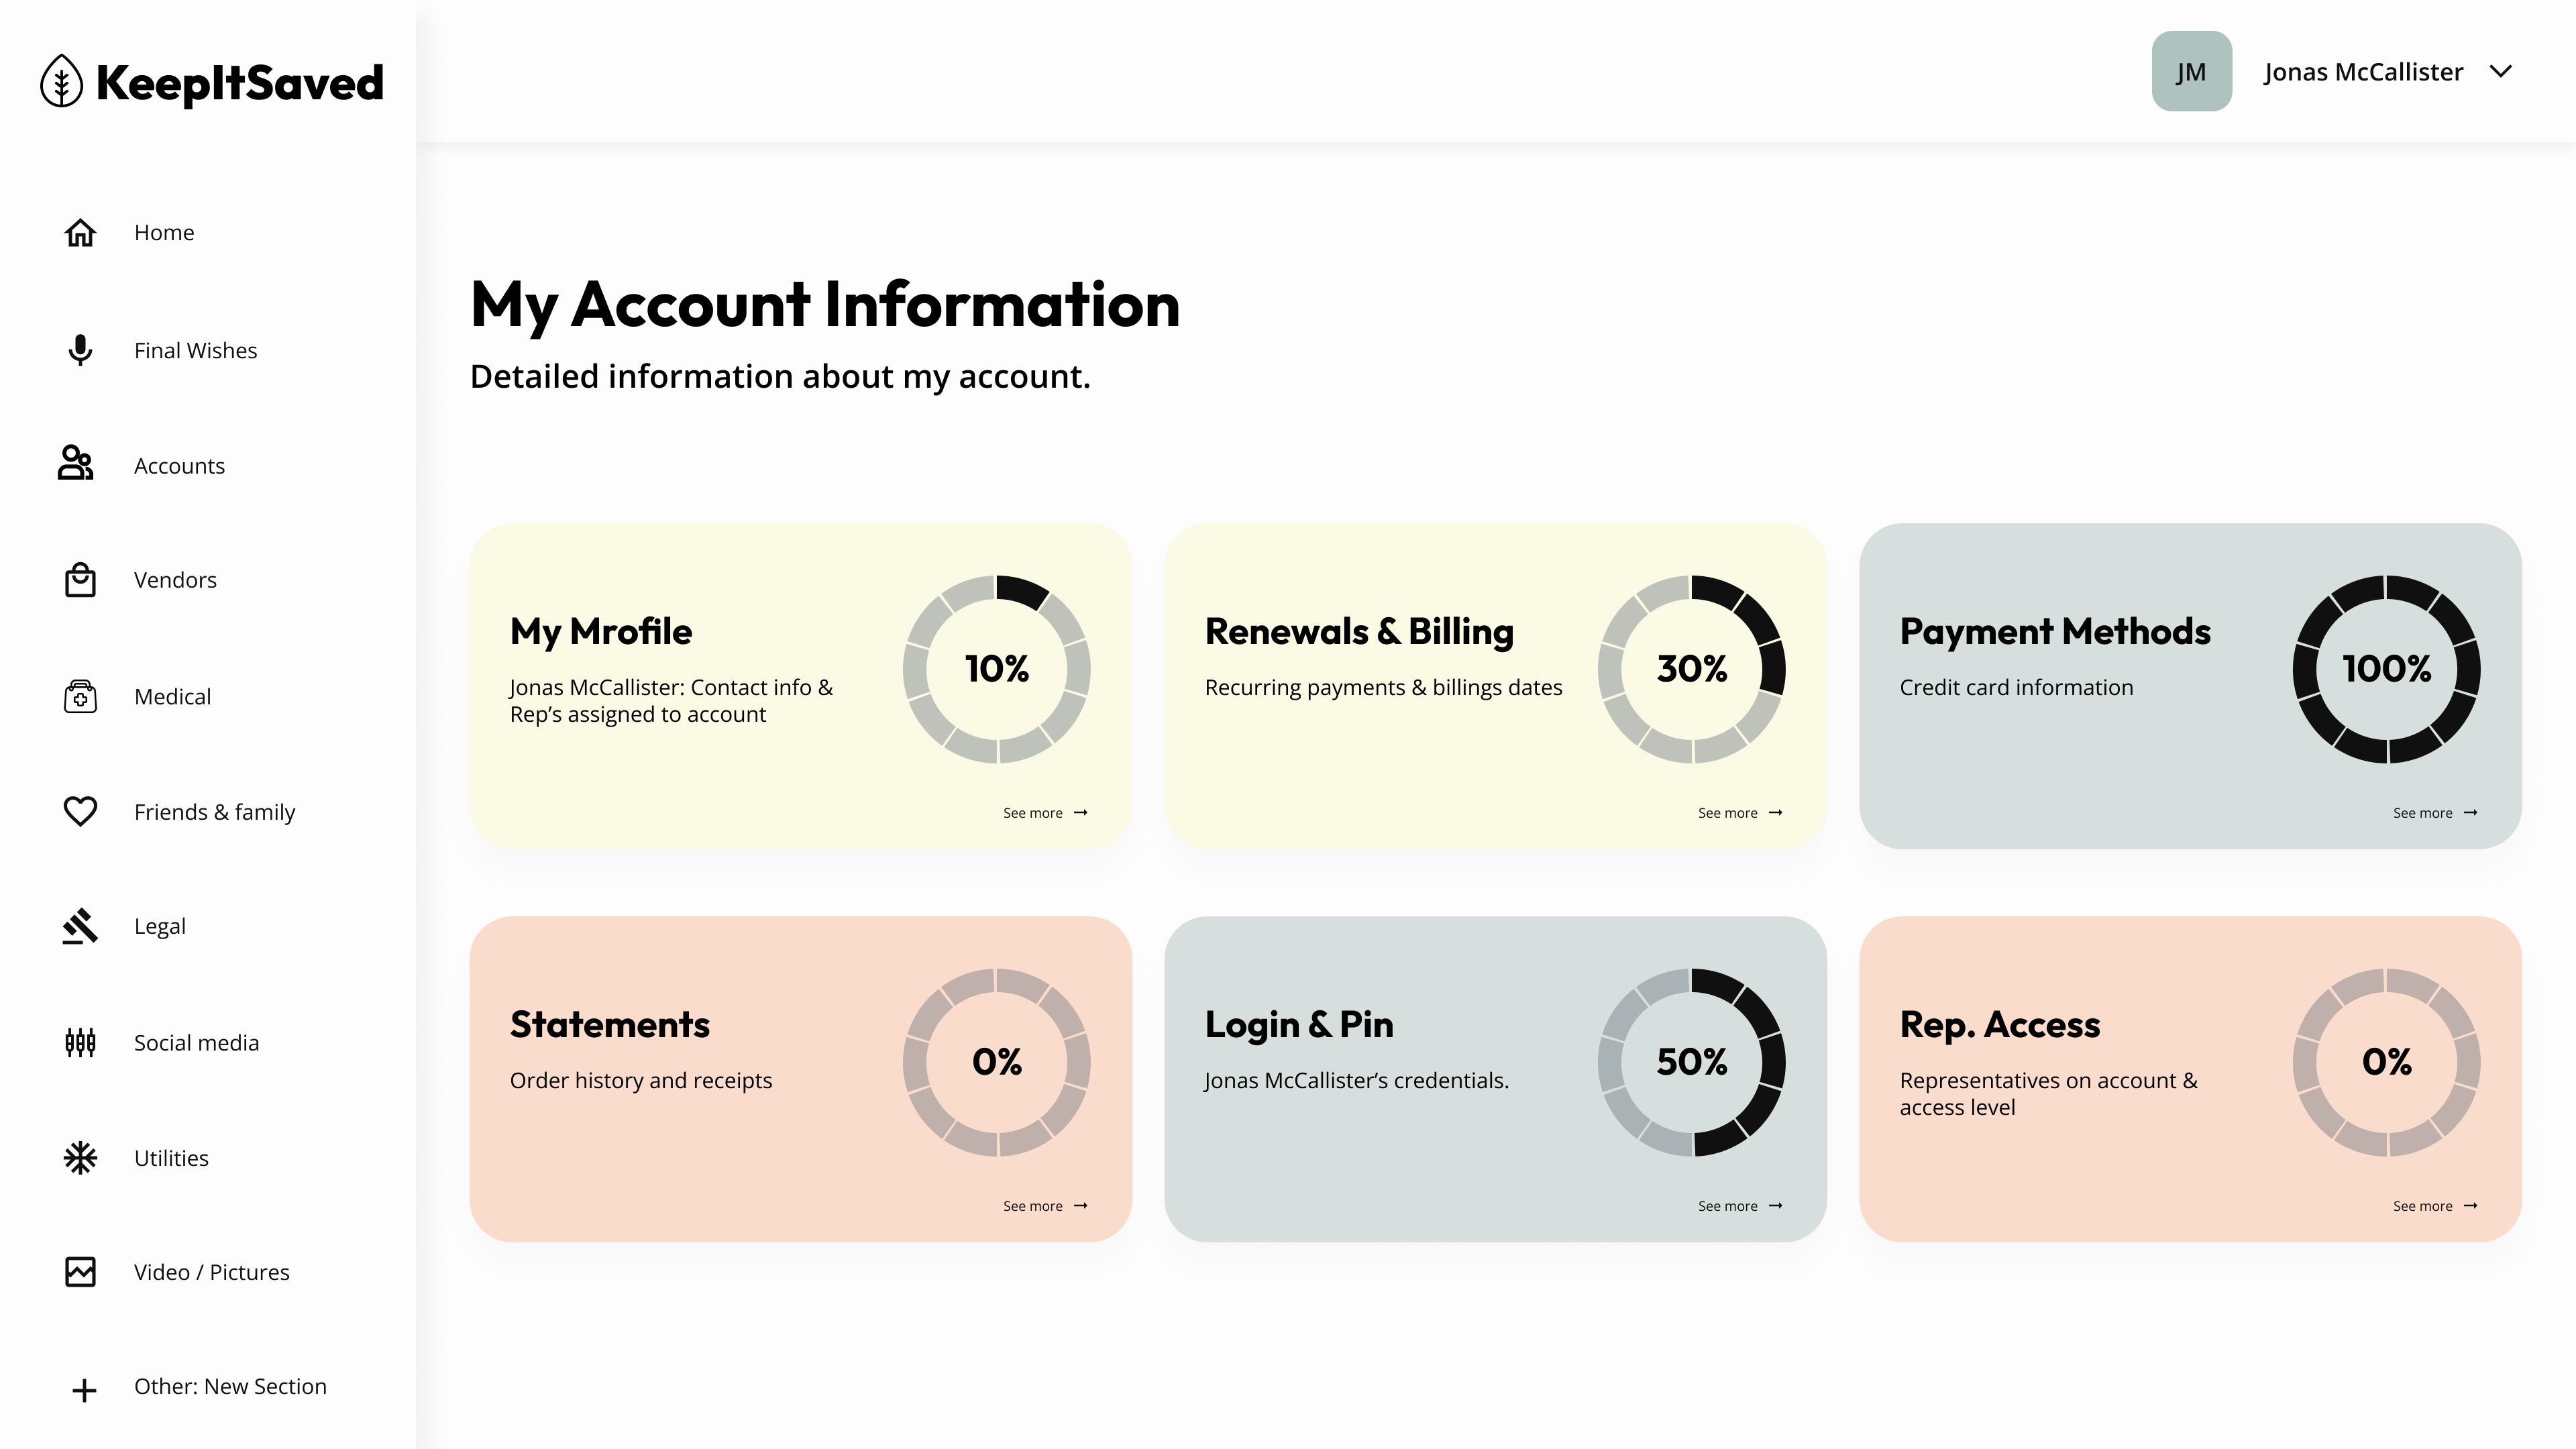 KeepItSaved
JM
Jonas McCallister
Home
Final Wishes
Accounts
Vendors
Medical
Friends & family
Legal
Social media
Utilities
Video / Pictures
Other: New Section
My Account Information
Detailed information about my account.
My Mrofile
Jonas McCallister: Contact info &
Rep’s assigned to account
10%
See more
Renewals & Billing
Recurring payments & billings dates
30%
See more
Payment Methods
Credit card information
100%
See more
Statements
Order history and receipts
0%
See more
Login & Pin
Jonas McCallister’s credentials.
50%
See more
Rep. Access
Representatives on account &
access level
0%
See more